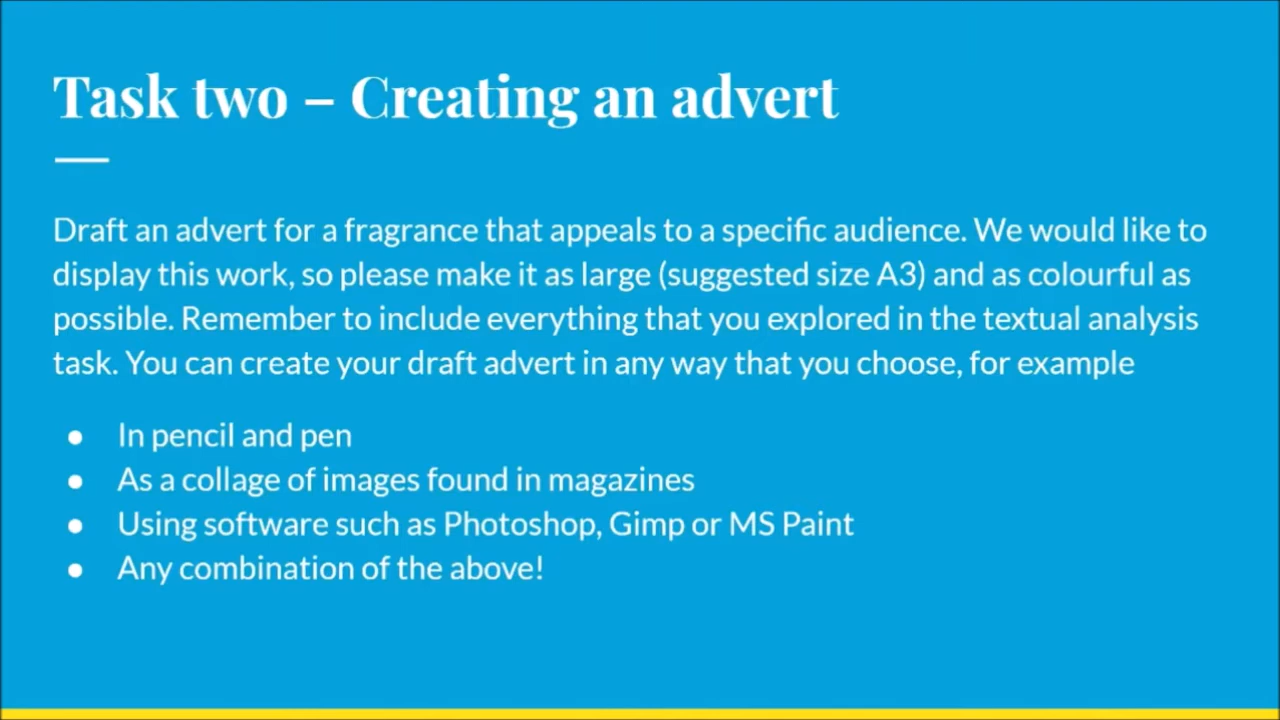 Task two – Creating an advert
Draft an advert for a fragrance that appeals to a specific audience. We would like to
display this work, so please make it as large (suggested size A3) and as colourful as
possible. Remember to include everything that you explored in the textual analysis
task. You can create your draft advert in any way that you choose, for example
● In pencil and pen
● As a collage of images found in magazines
● Using software such as Photoshop, Gimp or MS Paint
● Any combination of the above!